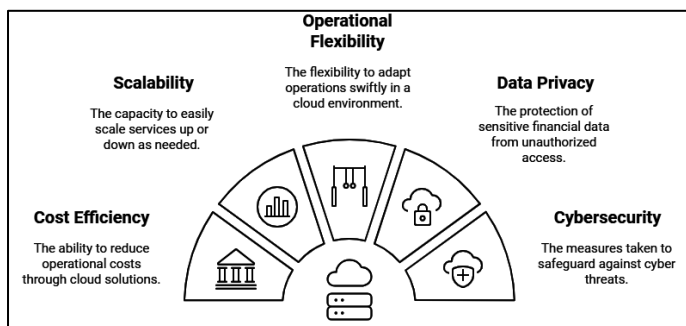 Operational
Flexibility
The flexibility to adapt
operations swiftly in a
cloud environment.
Scalability
The capacity to easily
scale services up or
down as needed.
Data Privacy
The protection of
sensitive financial data
from unauthorized
access.
Cost Efficiency
The ability to reduce
operational costs
through cloud solutions.
Cybersecurity
The measures taken to
safeguard against cyber
threats.